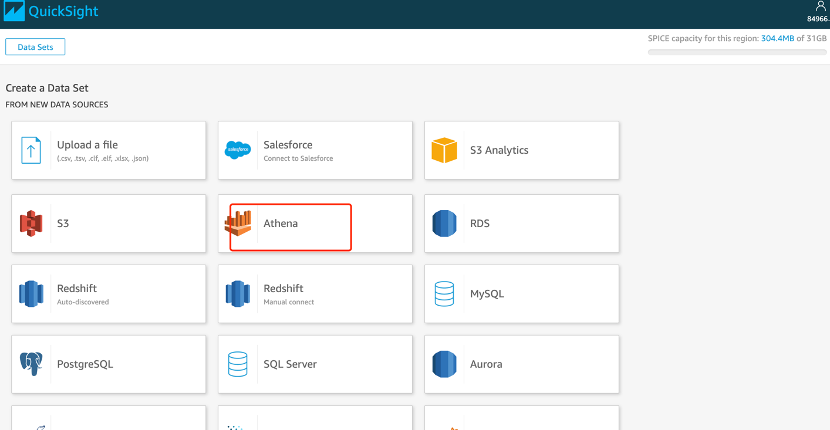 QuickSight
84966.
Data Sets
SPICE capacity for this region: 304.4MB of 31GB
Create a Data Set
FROM NEW DATA SOURCES
Upload a file
(.csv, .tsv, .clf, .elf, .xlsx, .json)
salesforce
Salesforce
Connect to Salesforce
S3 Analytics
S3
Athena
RDS
Redshift
Auto-discovered
Redshift
Manual connect
MySQL
PostgreSQL
SQL Server
Aurora